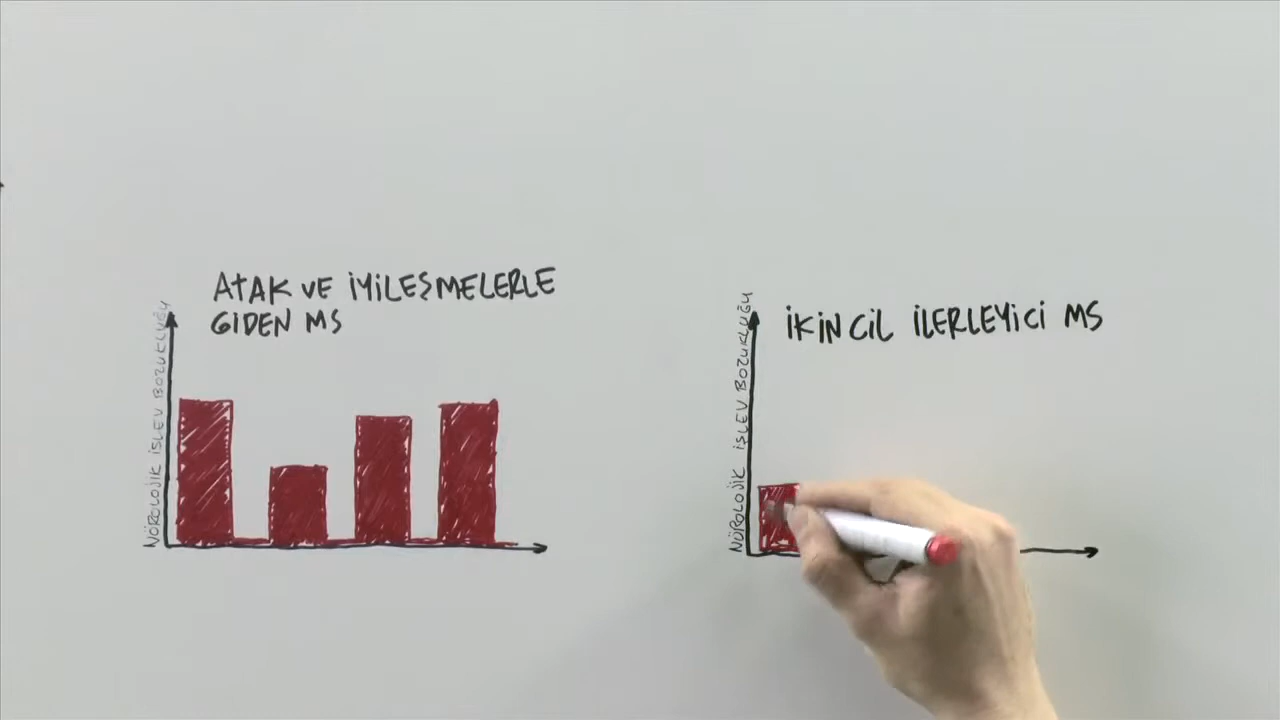 ATAK VE İYİLEŞMELERLE
GİDEN MS
NÖROLOJİK İŞLEV BOZUKLUĞU
İKİNCİL İLERLEYİCİ MS
NÖROLOJİK İŞLEV BOZUKLUĞU